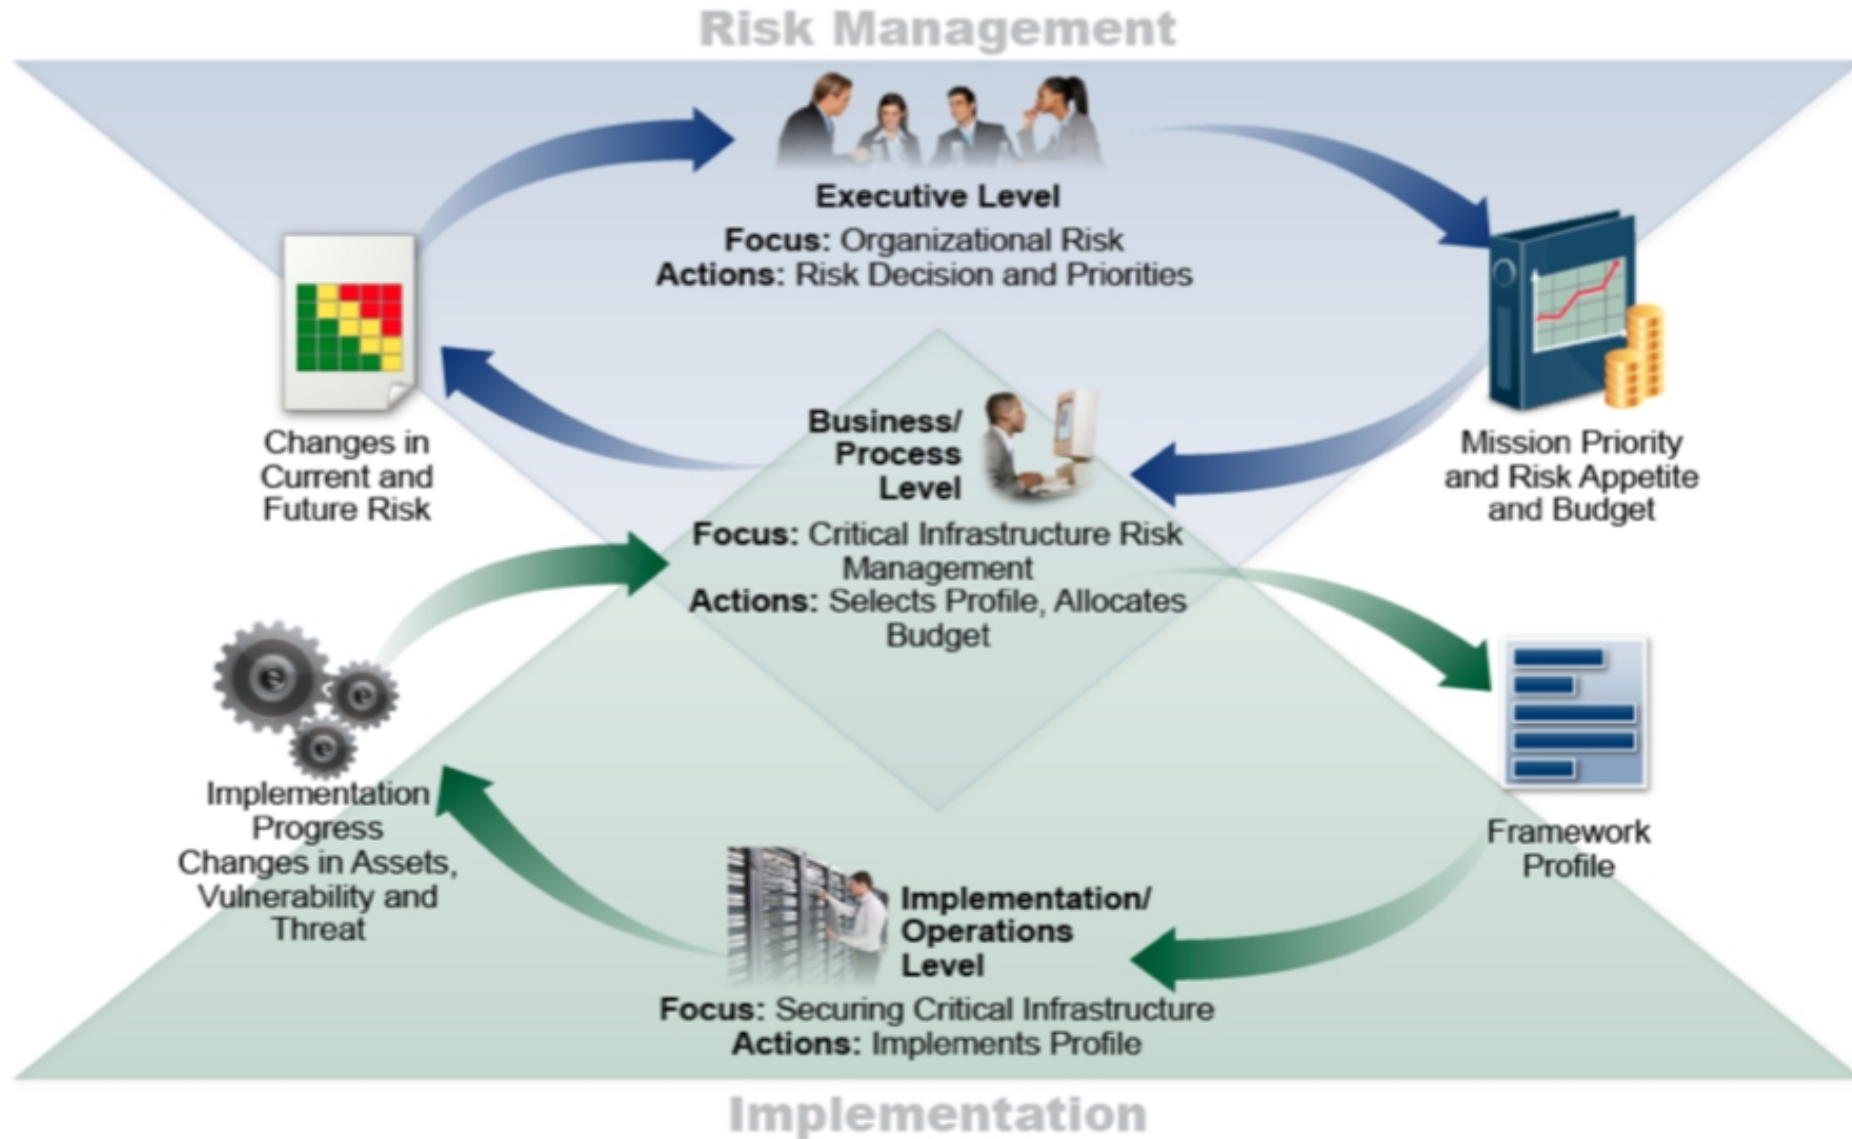 Risk Management
Executive Level
Focus: Organizational Risk
Actions: Risk Decision and Priorities
Changes in
Current and
Future Risk
Mission Priority
and Risk Appetite
and Budget
Business/
Process
Level
Focus: Critical Infrastructure Risk
Management
Actions: Selects Profile, Allocates
Budget
Implementation
Progress
Changes in Assets,
Vulnerability and
Threat
Framework
Profile
Implementation/
Operations
Level
Focus: Securing Critical Infrastructure
Actions: Implements Profile
Implementation